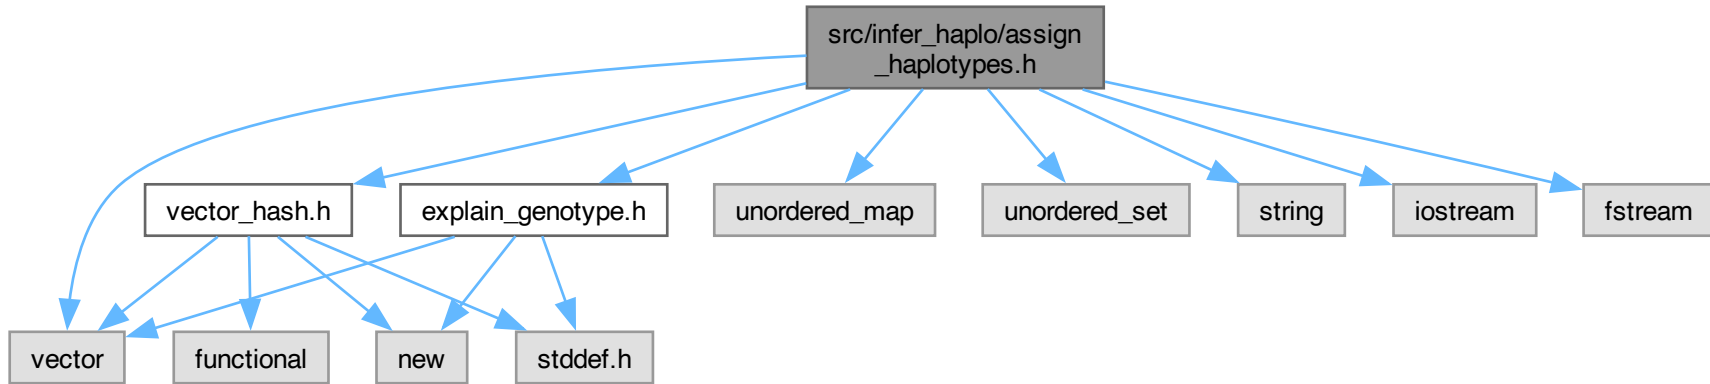 src/infer_haplo/assign
_haplotypes.h
vector_hash.h
explain_genotype.h
unordered_map
unordered_set
string
iostream
fstream
vector
functional
new
stddef.h